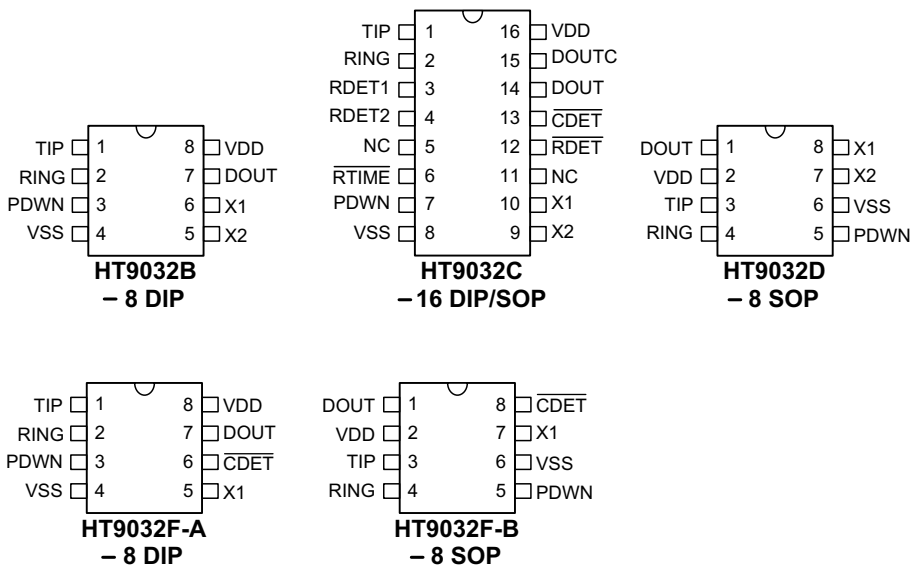 TIP 1 8 VDD
RING 2 7 DOUT
PDWN 3 6 X1
VSS 4 5 X2
HT9032B
– 8 DIP
TIP 1 16 VDD
RING 2 15 DOUTC
RDET1 3 14 DOUT
RDET2 4 13 CDET
NC 5 12 RDET
RTIME 6 11 NC
PDWN 7 10 X1
VSS 8 9 X2
HT9032C
– 16 DIP/SOP
DOUT 1 8 X1
VDD 2 7 X2
TIP 3 6 VSS
RING 4 5 PDWN
HT9032D
– 8 SOP
TIP 1 8 VDD
RING 2 7 DOUT
PDWN 3 6 CDET
VSS 4 5 X1
HT9032F-A
– 8 DIP
DOUT 1 8 CDET
VDD 2 7 X1
TIP 3 6 VSS
RING 4 5 PDWN
HT9032F-B
– 8 SOP